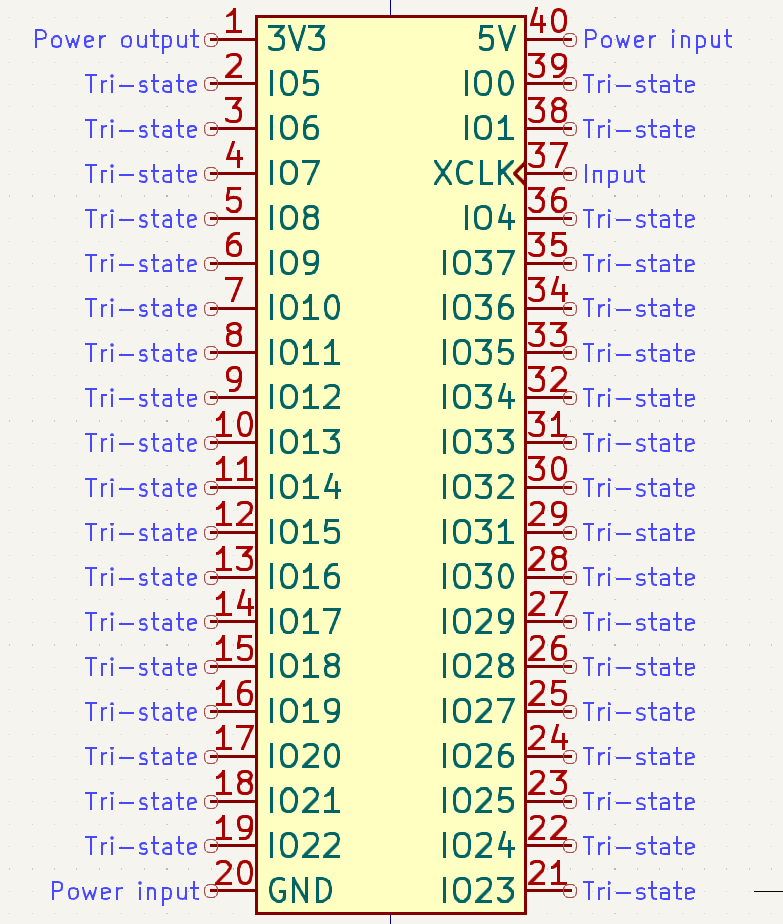 Power output 1 3V3 5V 40 Power input
Tri-state 2 IO5 IO0 39 Tri-state
Tri-state 3 IO6 IO1 38 Tri-state
Tri-state 4 IO7 XCLK 37 Input
Tri-state 5 IO8 IO4 36 Tri-state
Tri-state 6 IO9 IO37 35 Tri-state
Tri-state 7 IO10 IO36 34 Tri-state
Tri-state 8 IO11 IO35 33 Tri-state
Tri-state 9 IO12 IO34 32 Tri-state
Tri-state 10 IO13 IO33 31 Tri-state
Tri-state 11 IO14 IO32 30 Tri-state
Tri-state 12 IO15 IO31 29 Tri-state
Tri-state 13 IO16 IO30 28 Tri-state
Tri-state 14 IO17 IO29 27 Tri-state
Tri-state 15 IO18 IO28 26 Tri-state
Tri-state 16 IO19 IO27 25 Tri-state
Tri-state 17 IO20 IO26 24 Tri-state
Tri-state 18 IO21 IO25 23 Tri-state
Tri-state 19 IO22 IO24 22 Tri-state
Power input 20 GND IO23 21 Tri-state